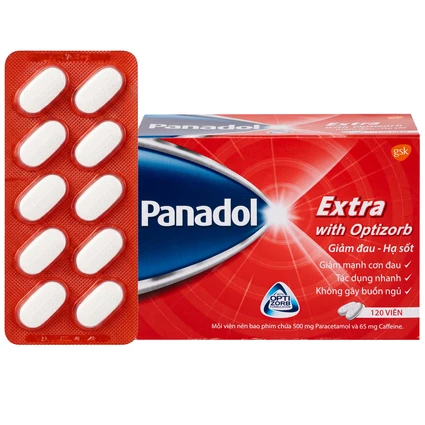 Panadol
gsk
Panadol
Extra
with Optizorb
Giảm đau - Hạ sốt
Giảm mạnh cơn đau ✓
Tác dụng nhanh ✓
Không gây buồn ngủ ✓
OPTI
ZORB
120 VIÊN
Mỗi viên nén bao phim chứa 500 mg Paracetamol và 65 mg Caffeine.